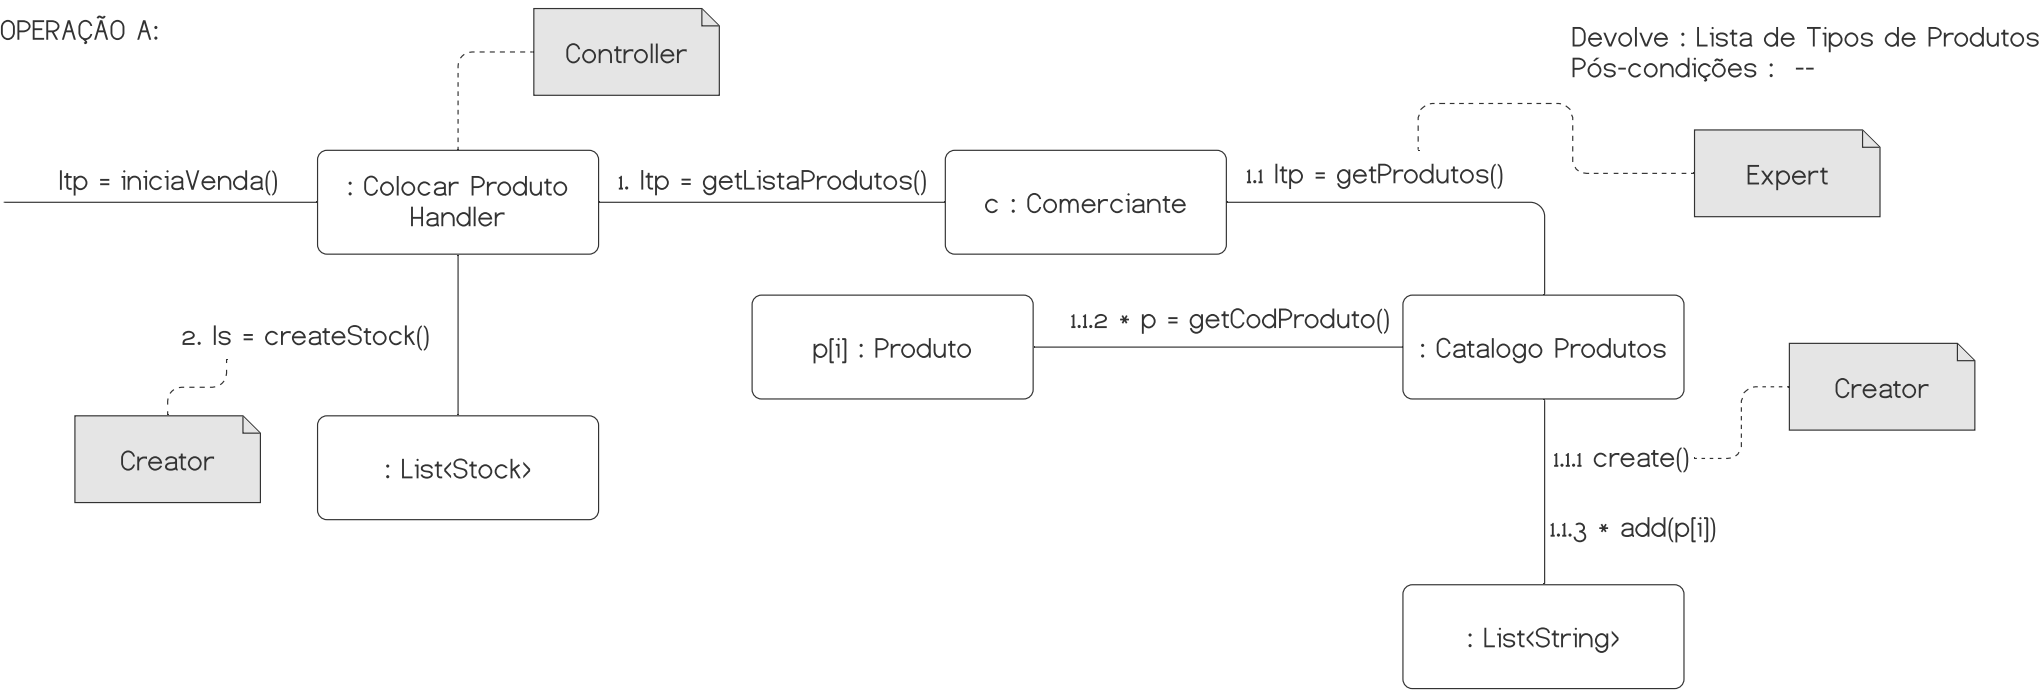 OPERAÇÃO A:
Controller
Devolve : Lista de Tipos de Produtos
Pós-condições : --
ltp = iniciaVenda()
: Colocar Produto
Handler
1. ltp = getListaProdutos()
c : Comerciante
1.1 ltp = getProdutos()
Expert
2. ls = createStock()
p[i] : Produto
1.1.2 * p = getCodProduto()
: Catalogo Produtos
Creator
Creator
: List<Stock>
1.1.1 create()
1.1.3 * add(p[i])
: List<String>